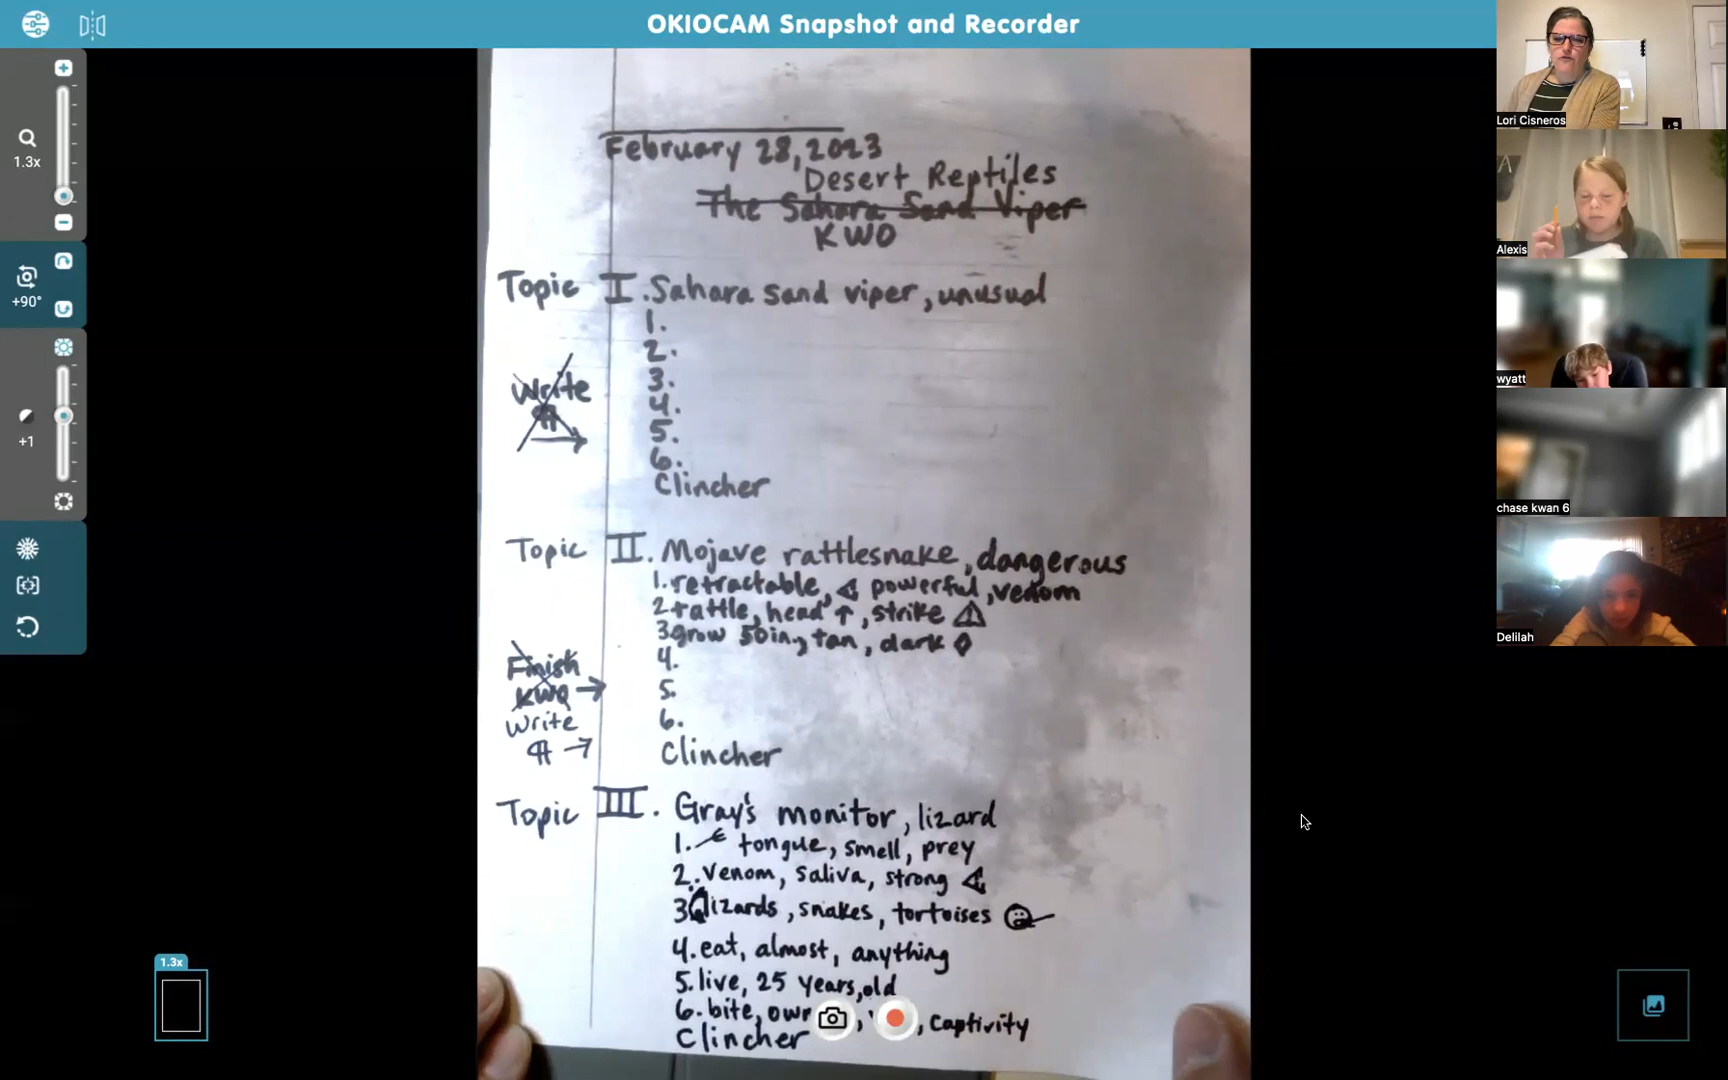 OKIOCAM Snapshot and Recorder
1.3x
+90°
+1
1.3x
February 28, 2023
Desert Reptiles
The Sahara Sand Viper
KWO
Topic I. Sahara sand viper, unusual
1.
2.
3.
Write
4.
¶
5.
6.
Clincher
Topic II. Mojave rattlesnake, dangerous
1. retractable, powerful, venom
2. rattle, head ↑, strike ⚠
3. grow 50in, tan, dark ◊
4.
Finish
KWO →
5.
Write
6.
¶ →
Clincher
Topic III. Gray's monitor, lizard
1. tongue, smell, prey
2. venom, saliva, strong
3. lizards, snakes, tortoises
4. eat, almost, anything
5. live, 25 years, old
6. bite, , captivity
Clincher
Lori Cisneros
Alexis
wyatt
chase kwan 6
Delilah